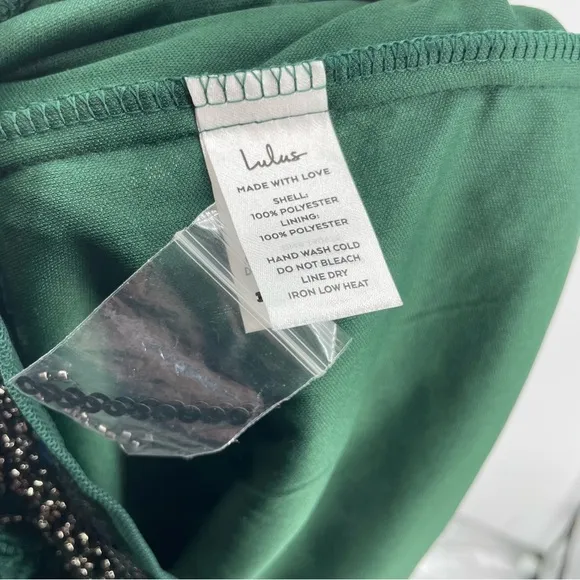 Lulus
MADE WITH LOVE
SHELL:
100% POLYESTER
LINING:
100% POLYESTER
HAND WASH COLD
DO NOT BLEACH
LINE DRY
IRON LOW HEAT